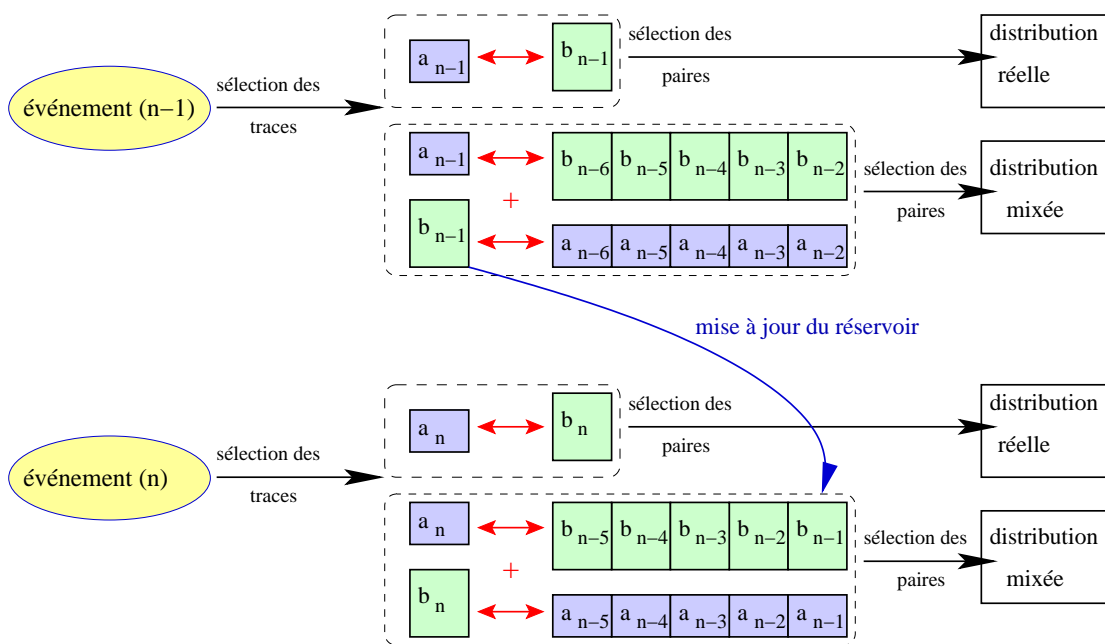 événement (n−1)
sélection des
traces
a n−1
b n−1
sélection des
paires
distribution
réelle
a n−1
b n−6 b n−5 b n−4 b n−3 b n−2
+
b n−1
a n−6 a n−5 a n−4 a n−3 a n−2
sélection des
paires
distribution
mixée
mise à jour du réservoir
événement (n)
sélection des
traces
a n
b n
sélection des
paires
distribution
réelle
a n
b n−5 b n−4 b n−3 b n−2 b n−1
+
b n
a n−5 a n−4 a n−3 a n−2 a n−1
sélection des
paires
distribution
mixée